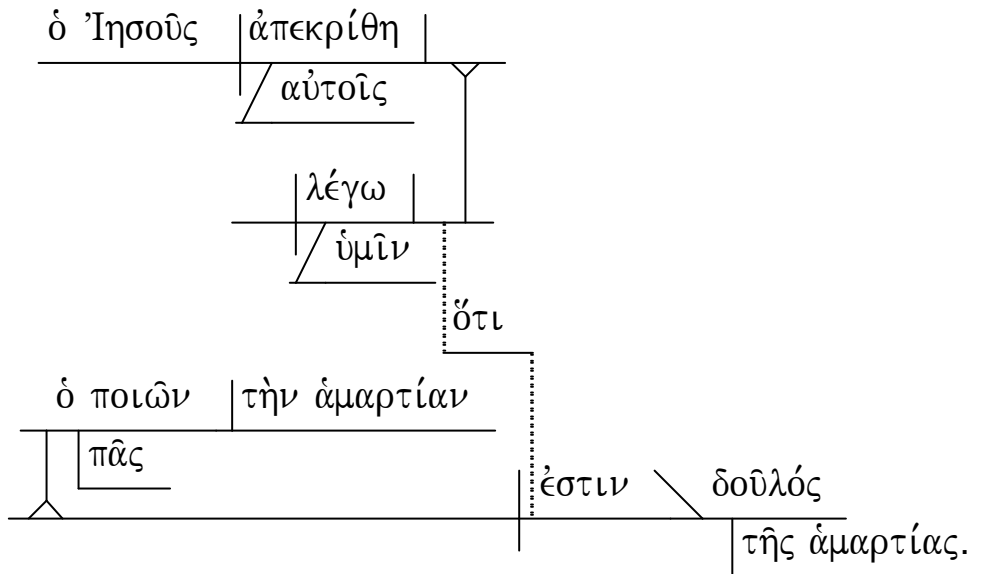 ὁ Ἰησοῦς ἀπεκρίθη
αὐτοῖς
λέγω
ὑμῖν
ὅτι
ὁ ποιῶν τὴν ἁμαρτίαν
πᾶς
ἐστιν δοῦλός
τῆς ἁμαρτίας.